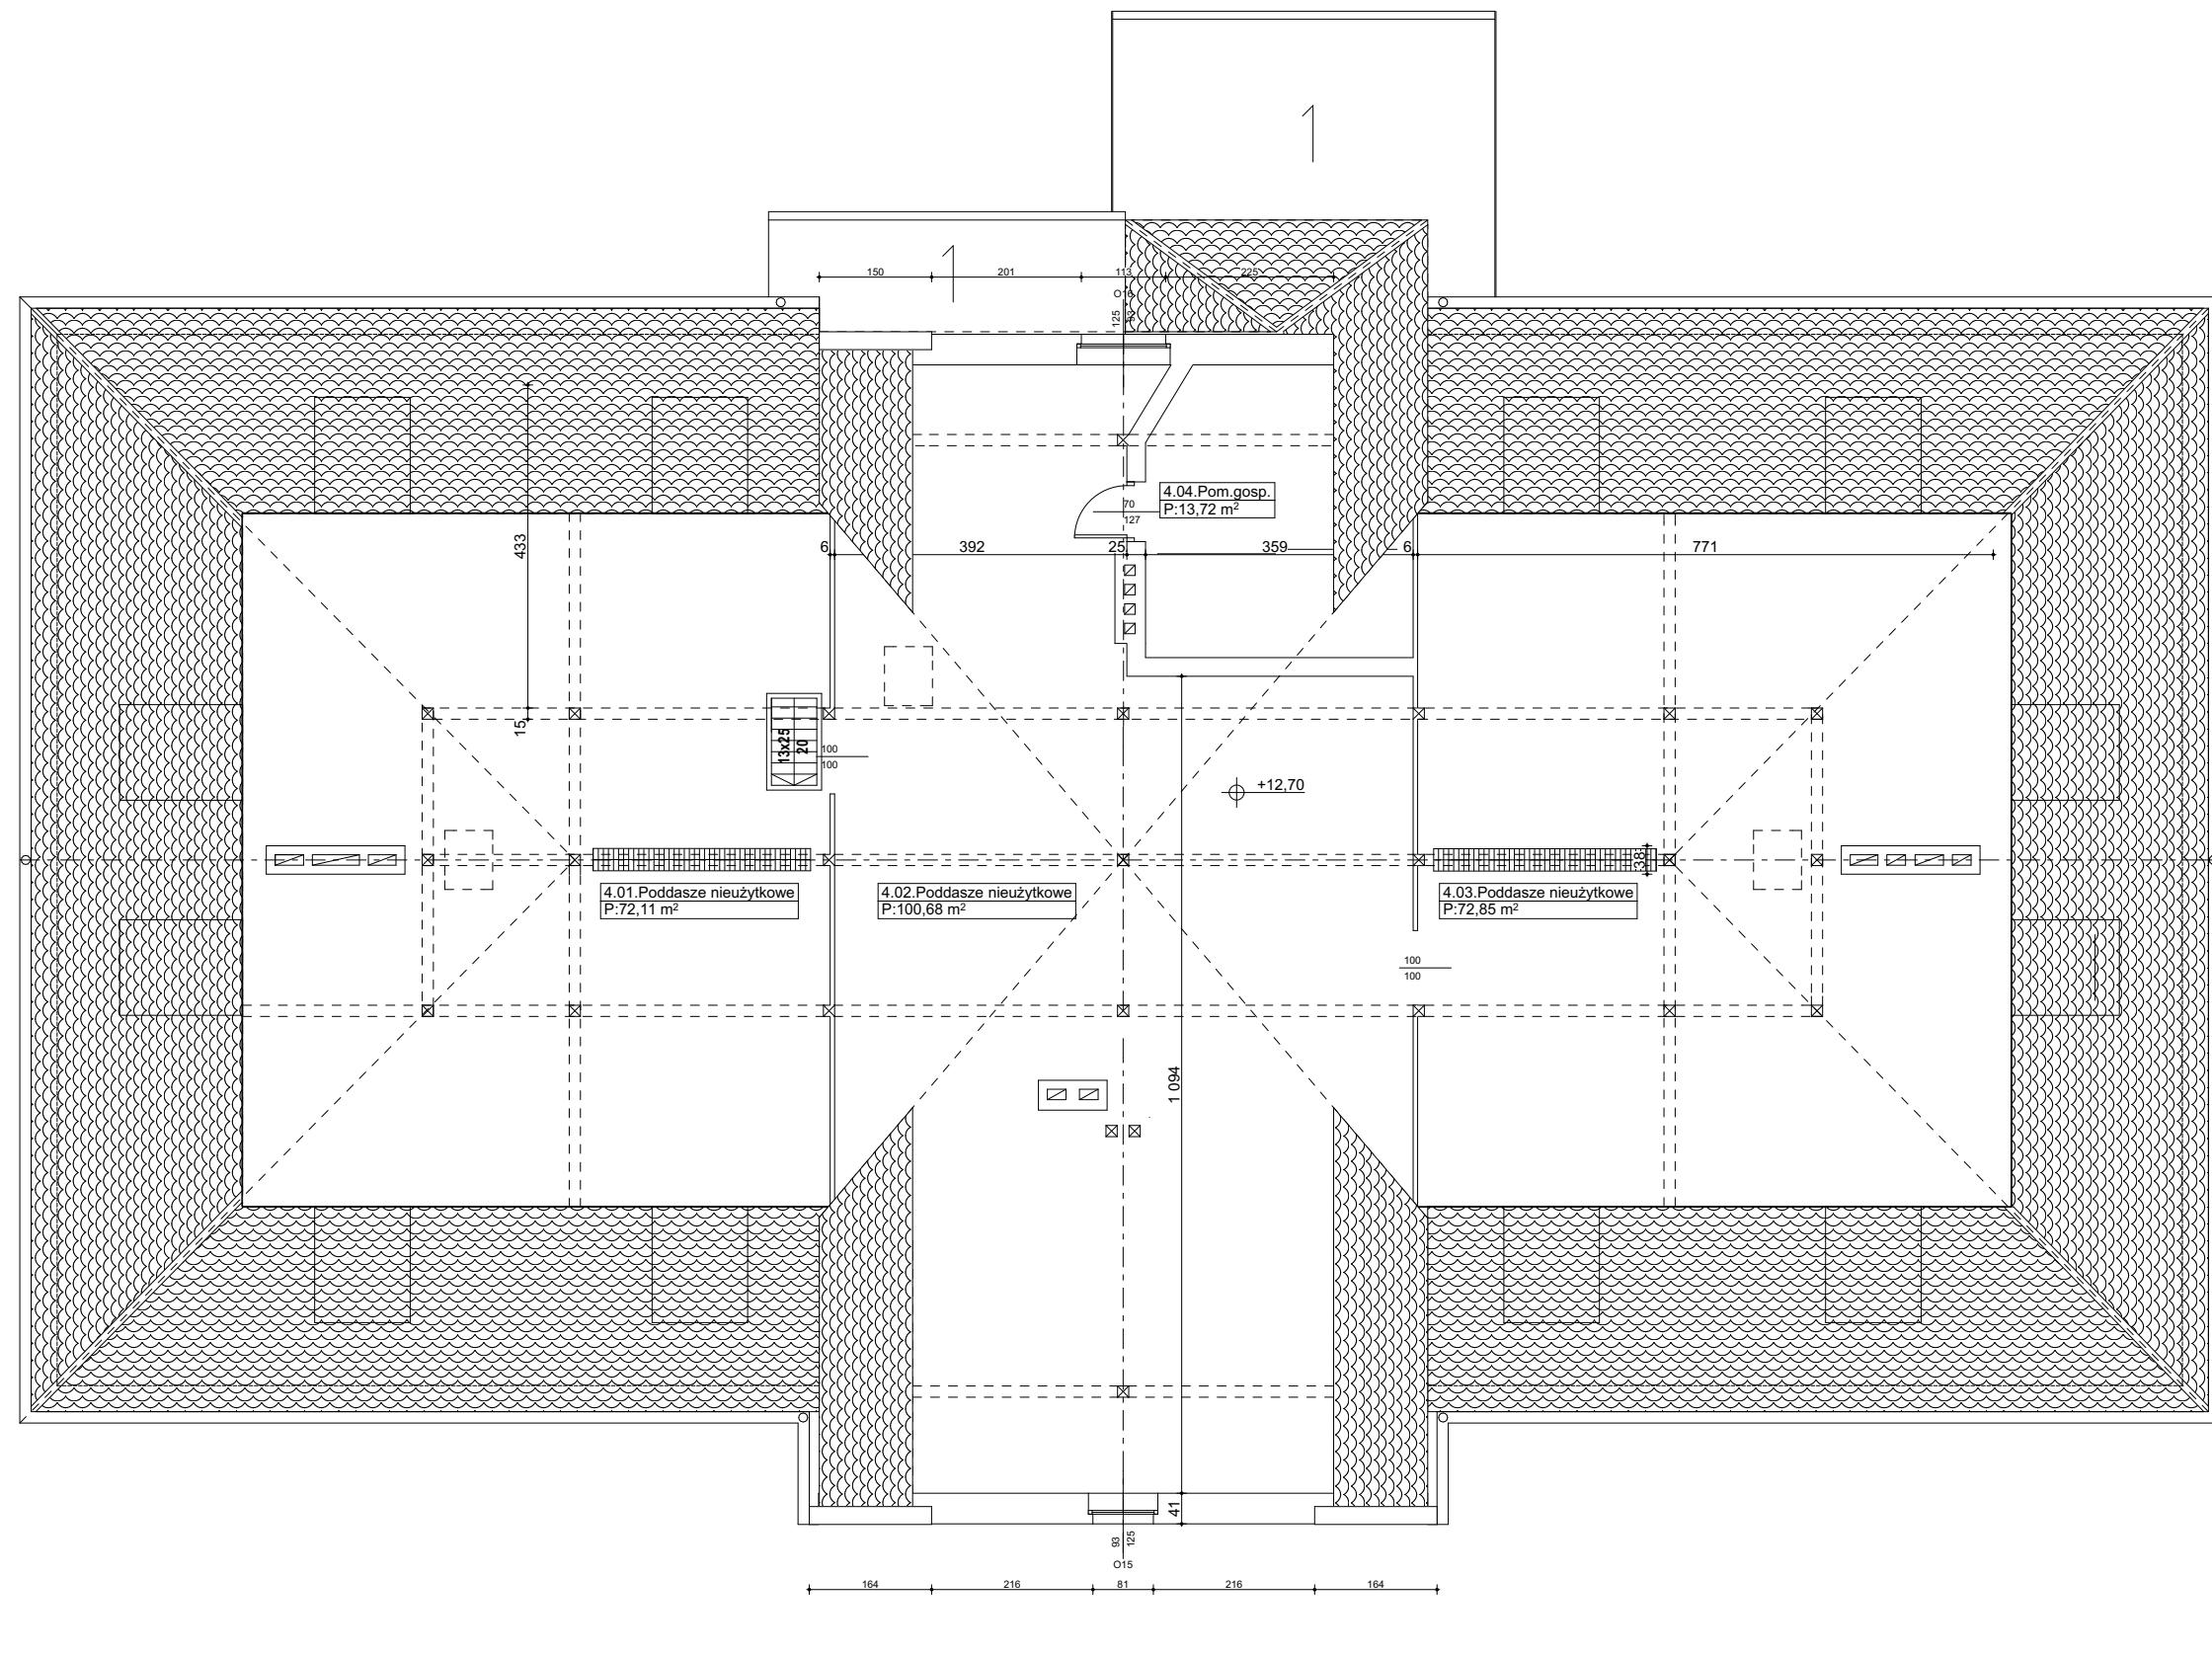 150 201 113 225
O16
125
93
4.04.Pom.gosp.
P:13,72 m²
70
127
433
6 392 25 359 6 771
15
13x25
20
100
100
+12,70
38
4.01.Poddasze nieużytkowe
P:72,11 m²
4.02.Poddasze nieużytkowe
P:100,68 m²
4.03.Poddasze nieużytkowe
P:72,85 m²
100
100
1 094
41
93
125
O15
164 216 81 216 164